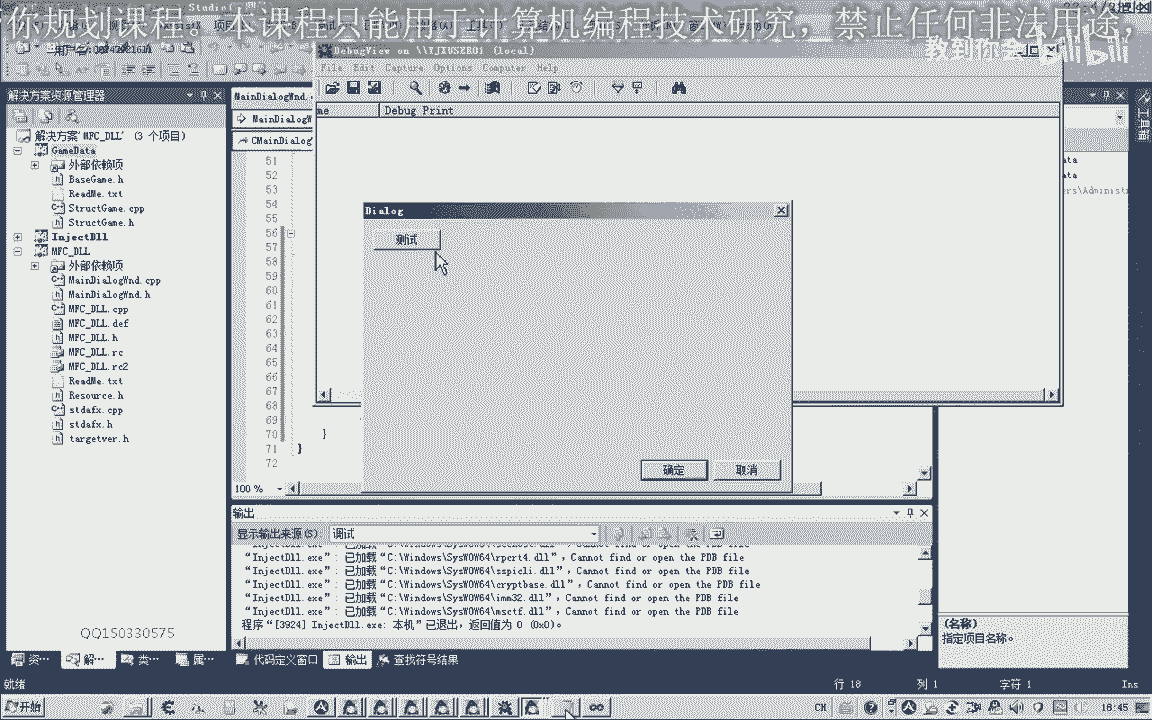 你规划课程。本课程只能用于计算机编程技术研究，禁止任何非法用途，
教到你会
bilibili
DebugView on \\YJXUSER01 (local)
File Edit Capture Options Computer Help
me
Debug Print
解决方案资源管理器
解决方案'MFC_DLL' (3 个项目)
GameData
外部依赖项
BaseGame.h
ReadMe.txt
StructGame.cpp
StructGame.h
InjectDll
MFC_DLL
外部依赖项
MainDialogWnd.cpp
MainDialogWnd.h
MFC_DLL.cpp
MFC_DLL.def
MFC_DLL.h
MFC_DLL.rc
MFC_DLL.rc2
ReadMe.txt
Resource.h
stdafx.cpp
stdafx.h
targetver.h
QQ150330575
MainDialogWnd.
MainDialogW
CMainDialog
51
52
53
54
55
56
57
58
59
60
61
62
63
64
65
66
67
68
69
70 }
71 }
72
100 %
Dialog
测试
确定
取消
工具箱
输出
显示输出来源(S): 调试
“InjectDll.exe”: 已加载“C:\Windows\SysWOW64\rpcrt4.dll”, Cannot find or open the PDB file
“InjectDll.exe”: 已加载“C:\Windows\SysWOW64\sspicli.dll”, Cannot find or open the PDB file
“InjectDll.exe”: 已加载“C:\Windows\SysWOW64\cryptbase.dll”, Cannot find or open the PDB file
“InjectDll.exe”: 已加载“C:\Windows\SysWOW64\imm32.dll”, Cannot find or open the PDB file
“InjectDll.exe”: 已加载“C:\Windows\SysWOW64\msctf.dll”, Cannot find or open the PDB file
程序“[3924] InjectDll.exe: 本机”已退出，返回值为 0 (0x0)。
(名称)
指定项目名称。
资…
解…
类…
属…
代码定义窗口
输出
查找符号结果
就绪
行 18
列 1
字符 1
Ins
开始
CH
18:45